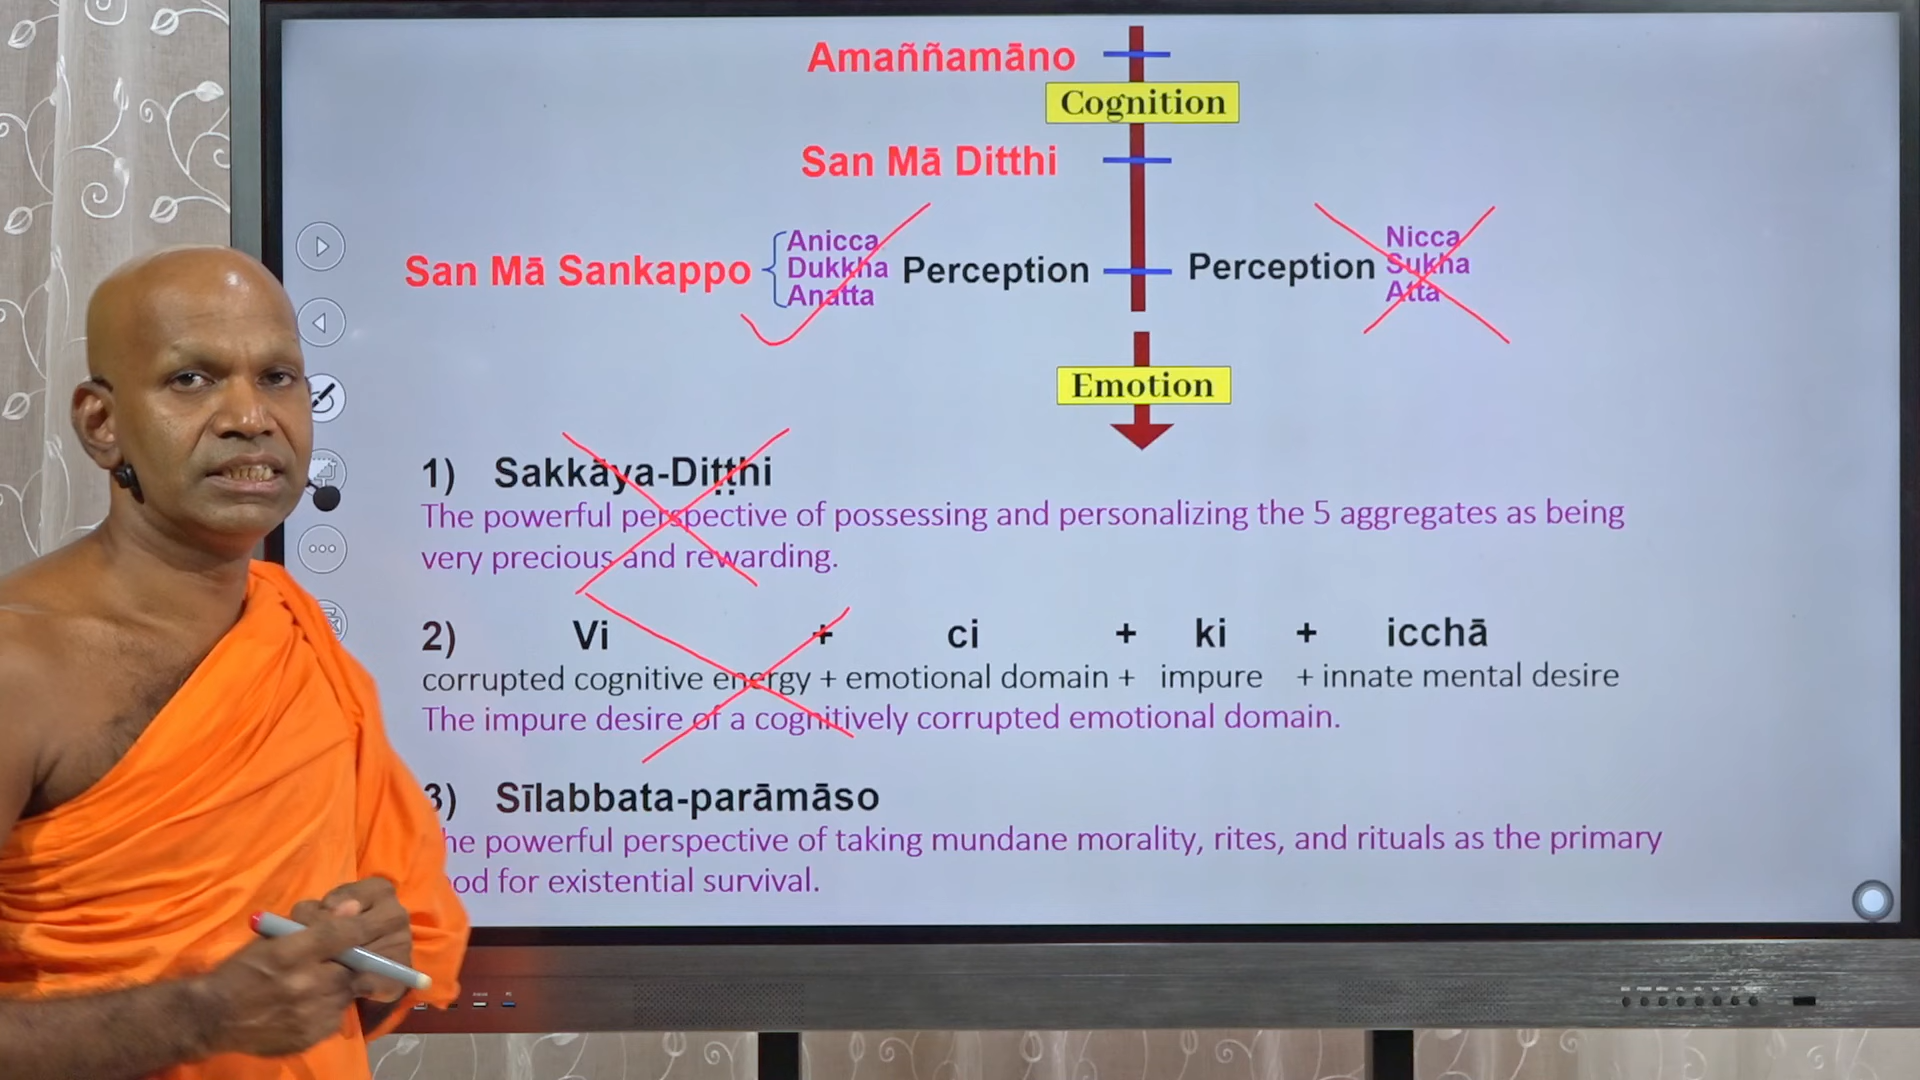 Amaññamāno
Cognition
San Mā Ditthi
San Mā Sankappo
Anicca
Dukkha
Anatta
Perception
Perception
Nicca
Sukha
Atta
Emotion
1) Sakkāya-Diṭṭhi
The powerful perspective of possessing and personalizing the 5 aggregates as being
very precious and rewarding.
2) Vi + ci + ki + icchā
corrupted cognitive energy + emotional domain + impure + innate mental desire
The impure desire of a cognitively corrupted emotional domain.
3) Sīlabbata-parāmāso
he powerful perspective of taking mundane morality, rites, and rituals as the primary
ood for existential survival.